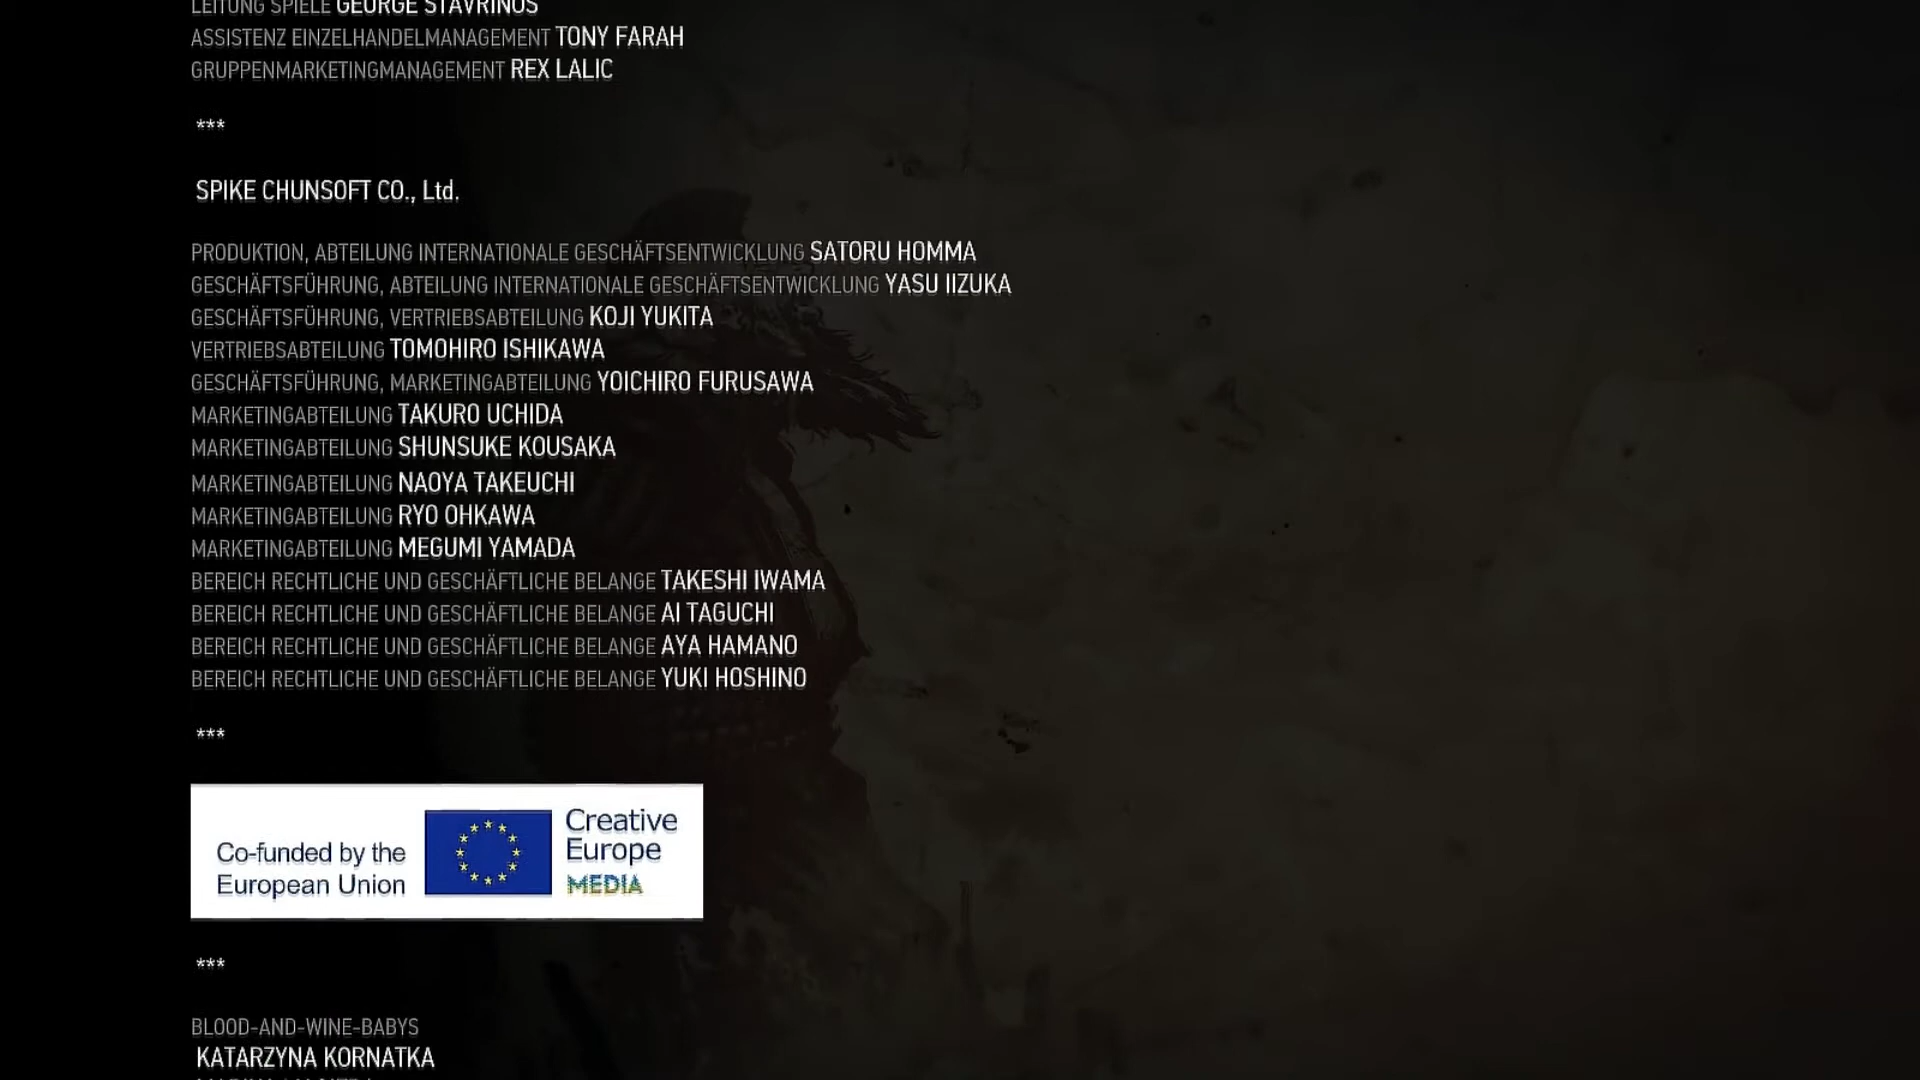 LEITUNG SPIELE GEORGE STAVRINOS
ASSISTENZ EINZELHANDELMANAGEMENT TONY FARAH
GRUPPENMARKETINGMANAGEMENT REX LALIC
***
SPIKE CHUNSOFT CO., Ltd.
PRODUKTION, ABTEILUNG INTERNATIONALE GESCHÄFTSENTWICKLUNG SATORU HOMMA
GESCHÄFTSFÜHRUNG, ABTEILUNG INTERNATIONALE GESCHÄFTSENTWICKLUNG YASU IIZUKA
GESCHÄFTSFÜHRUNG, VERTRIEBSABTEILUNG KOJI YUKITA
VERTRIEBSABTEILUNG TOMOHIRO ISHIKAWA
GESCHÄFTSFÜHRUNG, MARKETINGABTEILUNG YOICHIRO FURUSAWA
MARKETINGABTEILUNG TAKURO UCHIDA
MARKETINGABTEILUNG SHUNSUKE KOUSAKA
MARKETINGABTEILUNG NAOYA TAKEUCHI
MARKETINGABTEILUNG RYO OHKAWA
MARKETINGABTEILUNG MEGUMI YAMADA
BEREICH RECHTLICHE UND GESCHÄFTLICHE BELANGE TAKESHI IWAMA
BEREICH RECHTLICHE UND GESCHÄFTLICHE BELANGE AI TAGUCHI
BEREICH RECHTLICHE UND GESCHÄFTLICHE BELANGE AYA HAMANO
BEREICH RECHTLICHE UND GESCHÄFTLICHE BELANGE YUKI HOSHINO
***
Co-funded by the
European Union
Creative
Europe
MEDIA
***
BLOOD-AND-WINE-BABYS
KATARZYNA KORNATKA